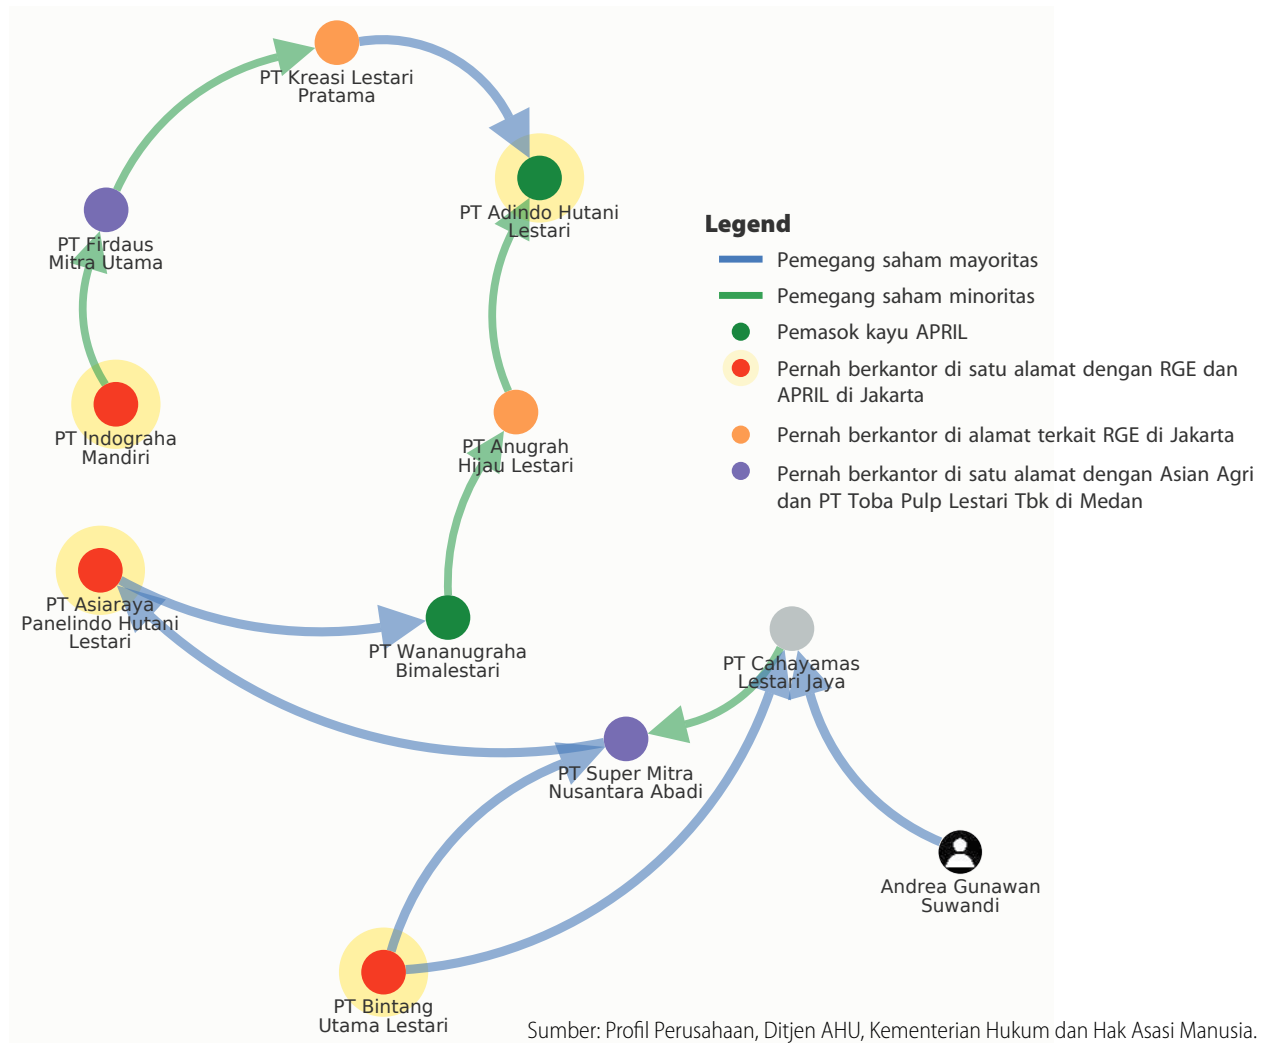 PT Kreasi Lestari
Pratama
PT Adindo Hutani
Lestari
PT Firdaus
Mitra Utama
PT Indograha
Mandiri
PT Anugrah
Hijau Lestari
Legend
Pemegang saham mayoritas
Pemegang saham minoritas
Pemasok kayu APRIL
Pernah berkantor di satu alamat dengan RGE dan
APRIL di Jakarta
Pernah berkantor di alamat terkait RGE di Jakarta
Pernah berkantor di satu alamat dengan Asian Agri
dan PT Toba Pulp Lestari Tbk di Medan
PT Asiaraya
Panelindo Hutani
Lestari
PT Wananugraha
Bimalestari
PT Cahayamas
Lestari Jaya
PT Super Mitra
Nusantara Abadi
Andrea Gunawan
Suwandi
PT Bintang
Utama Lestari
Sumber: Profil Perusahaan, Ditjen AHU, Kementerian Hukum dan Hak Asasi Manusia.